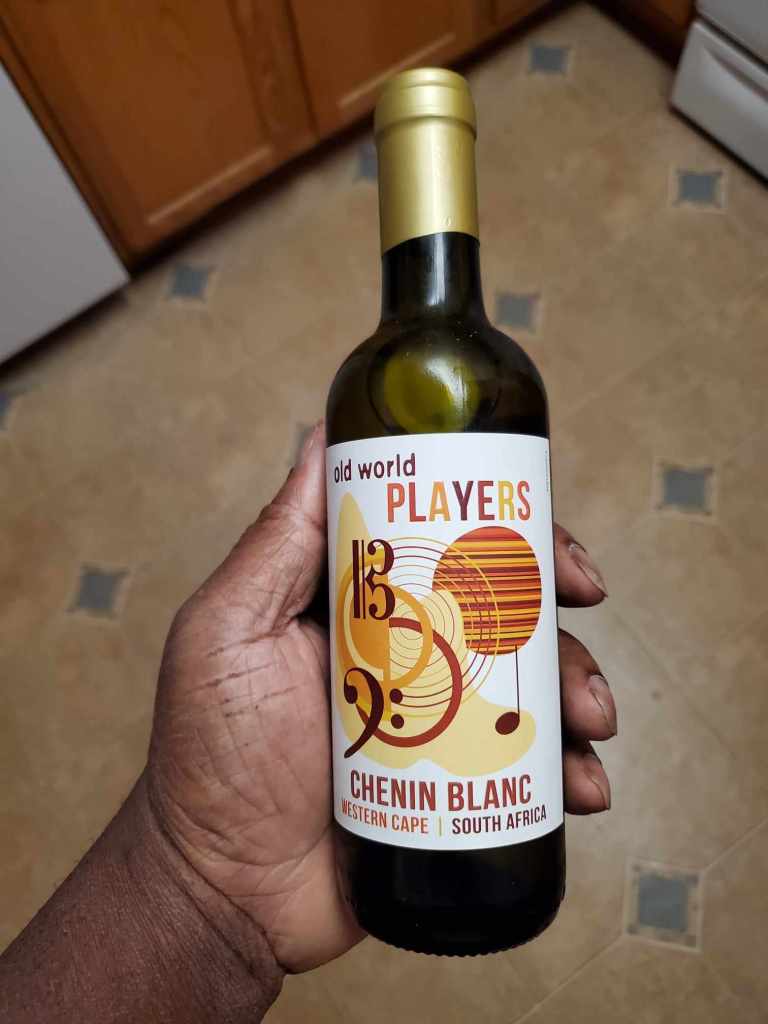 old world
PLAYERS
CHENIN BLANC
WESTERN CAPE | SOUTH AFRICA